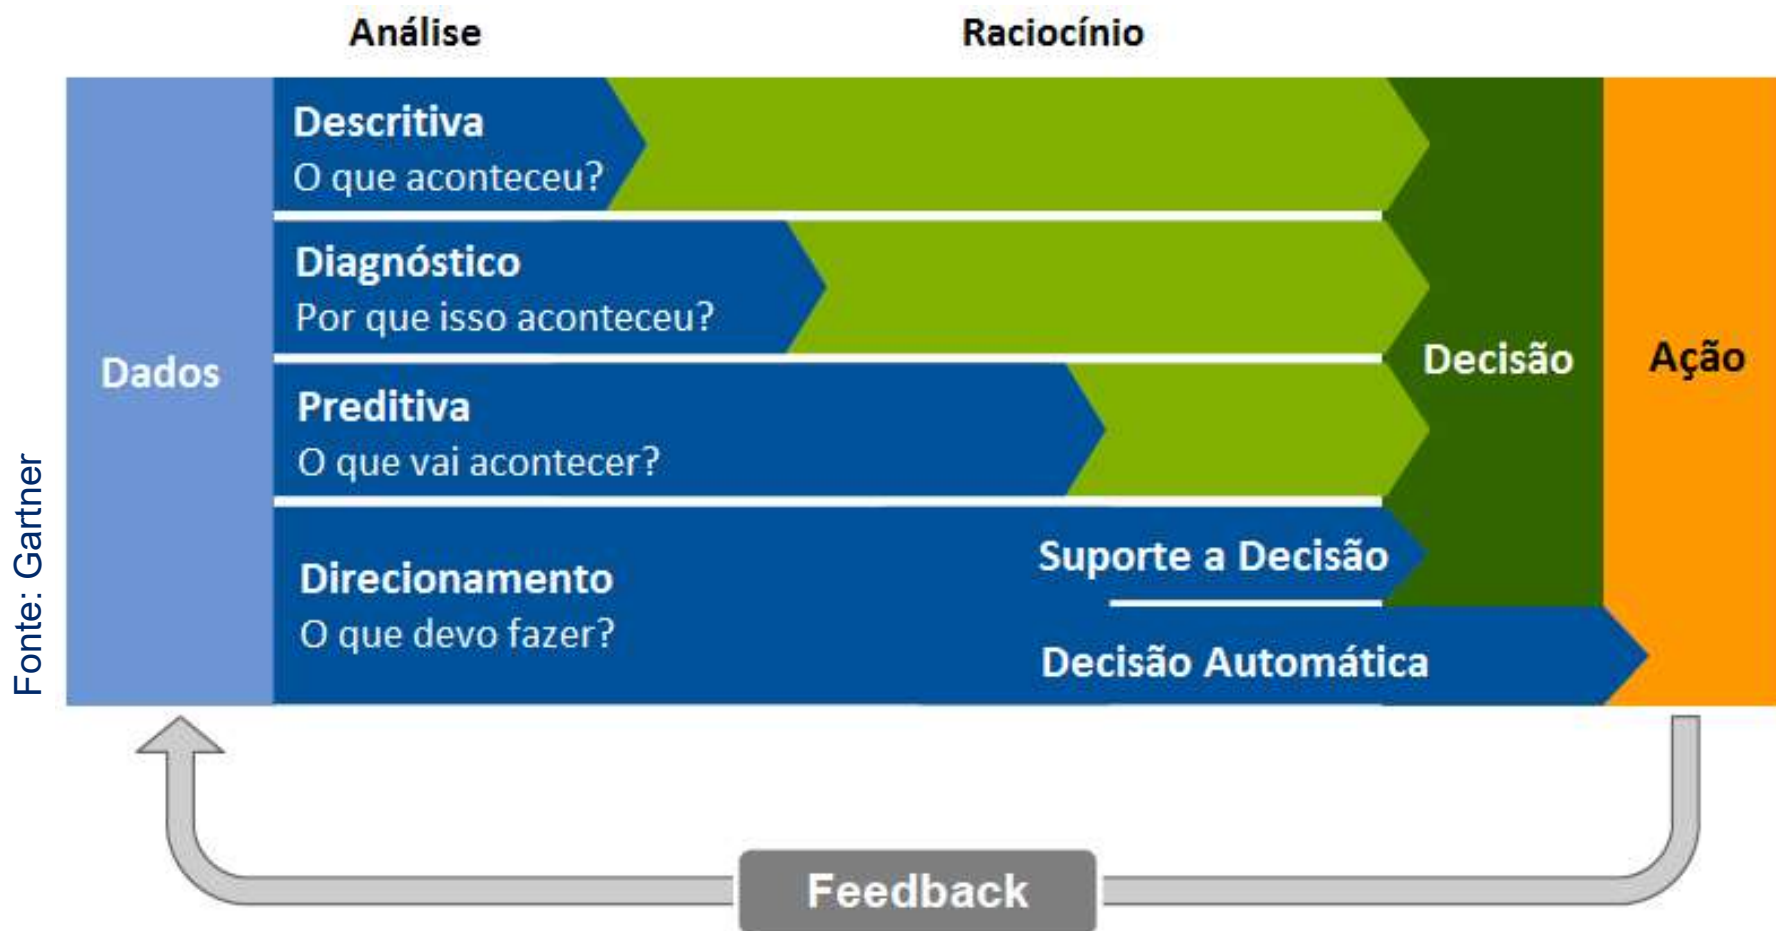 Análise
Raciocínio
Descritiva
O que aconteceu?
Diagnóstico
Por que isso aconteceu?
Dados
Preditiva
O que vai acontecer?
Decisão
Ação
Direcionamento
O que devo fazer?
Suporte a Decisão
Decisão Automática
Fonte: Gartner
Feedback